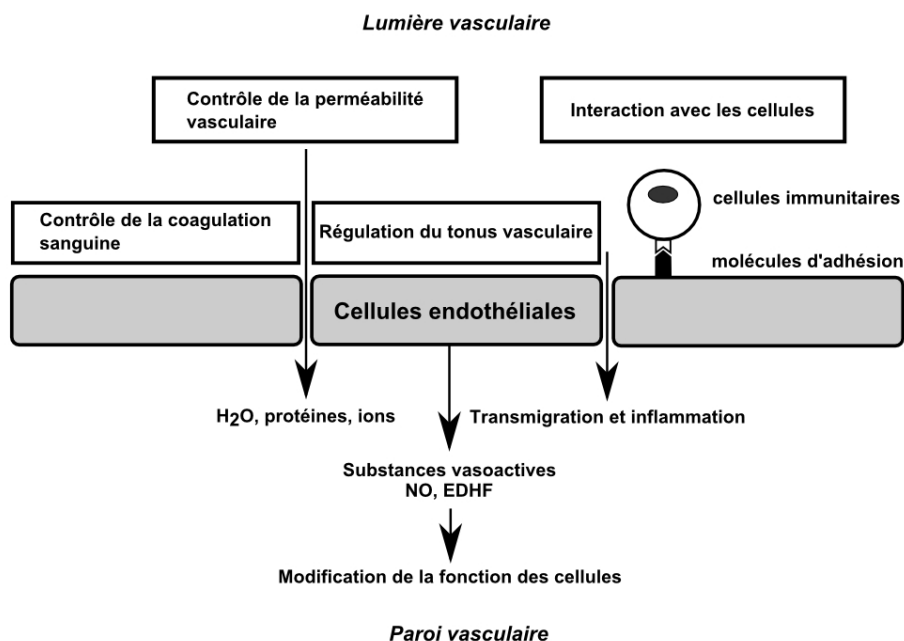 Lumière vasculaire
Contrôle de la perméabilité
vasculaire
Interaction avec les cellules
cellules immunitaires
Contrôle de la coagulation
sanguine
Régulation du tonus vasculaire
molécules d'adhésion
Cellules endothéliales
H2O, protéines, ions
Transmigration et inflammation
Substances vasoactives
NO, EDHF
Modification de la fonction des cellules
Paroi vasculaire